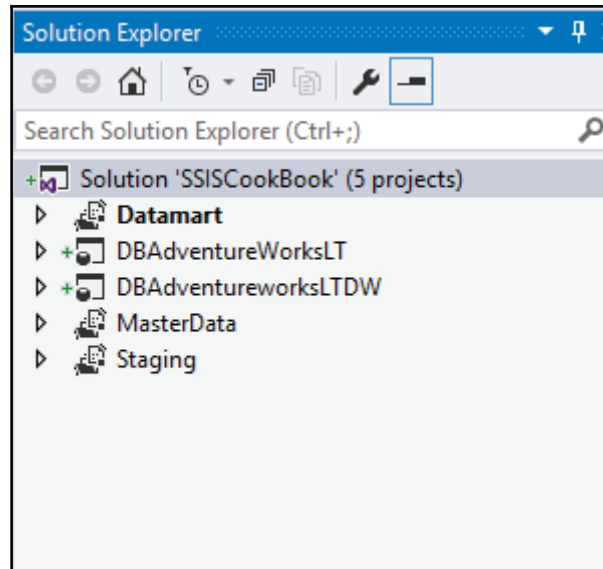 Solution Explorer
Search Solution Explorer (Ctrl+;)
Solution 'SSISCookBook' (5 projects)
Datamart
DBAdventureWorksLT
DBAdventureworksLTDW
MasterData
Staging